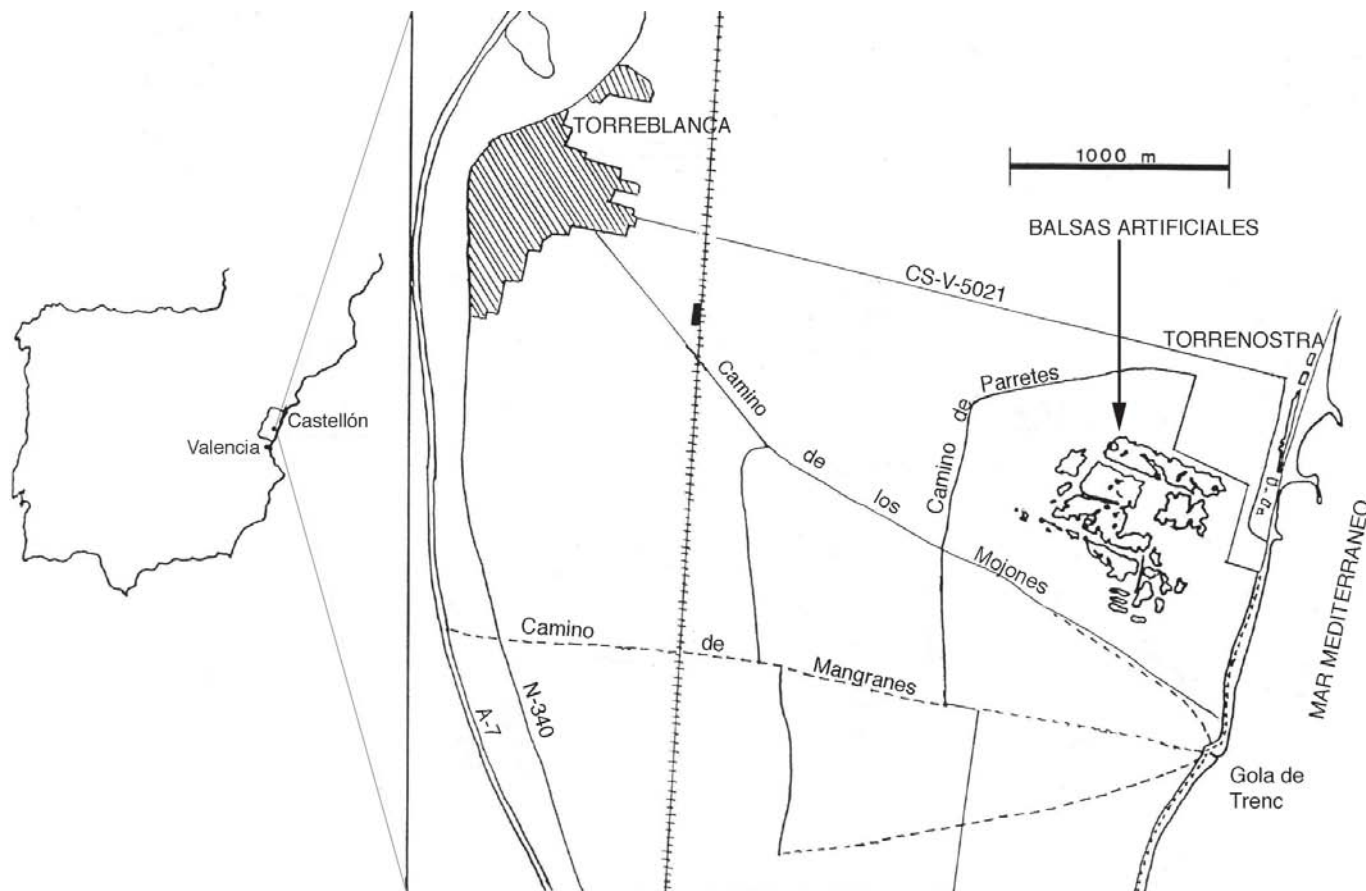 TORREBLANCA
1000 m
BALSAS ARTIFICIALES
CS-V-5021
TORRENOSTRA
Camino de Parretes
Castellón
Valencia
Camino de los Mojones
MAR MEDITERRANEO
Camino de Mangranes
N-340
A-7
Gola de
Trenc